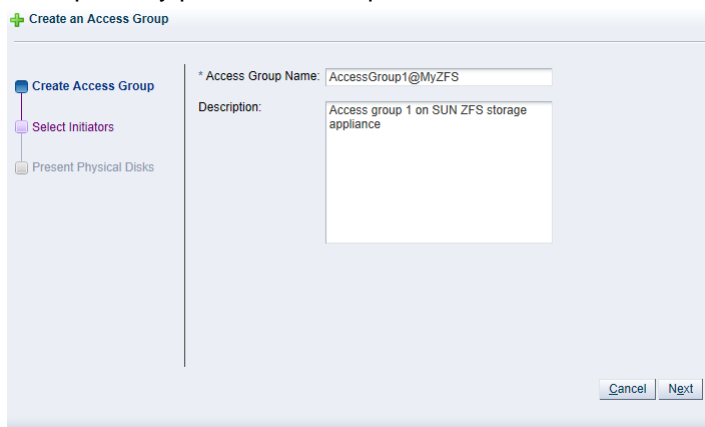 Create an Access Group
Create Access Group
Select Initiators
Present Physical Disks
* Access Group Name: AccessGroup1@MyZFS
Description:
Access group 1 on SUN ZFS storage
appliance
Cancel Next